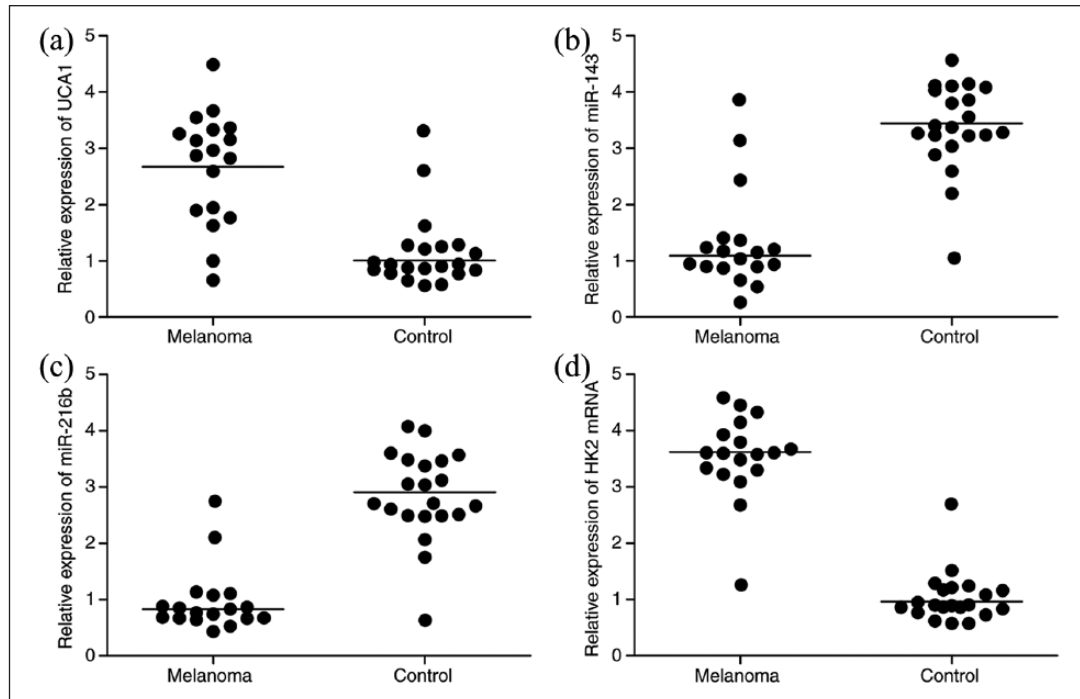 (a)
Relative expression of UCA1
5
4
3
2
1
0
Melanoma Control
(b)
Relative expression of miR-143
5
4
3
2
1
0
Melanoma Control
(c)
Relative expression of miR-216b
5
4
3
2
1
0
Melanoma Control
(d)
Relative expression of HK2 mRNA
5
4
3
2
1
0
Melanoma Control